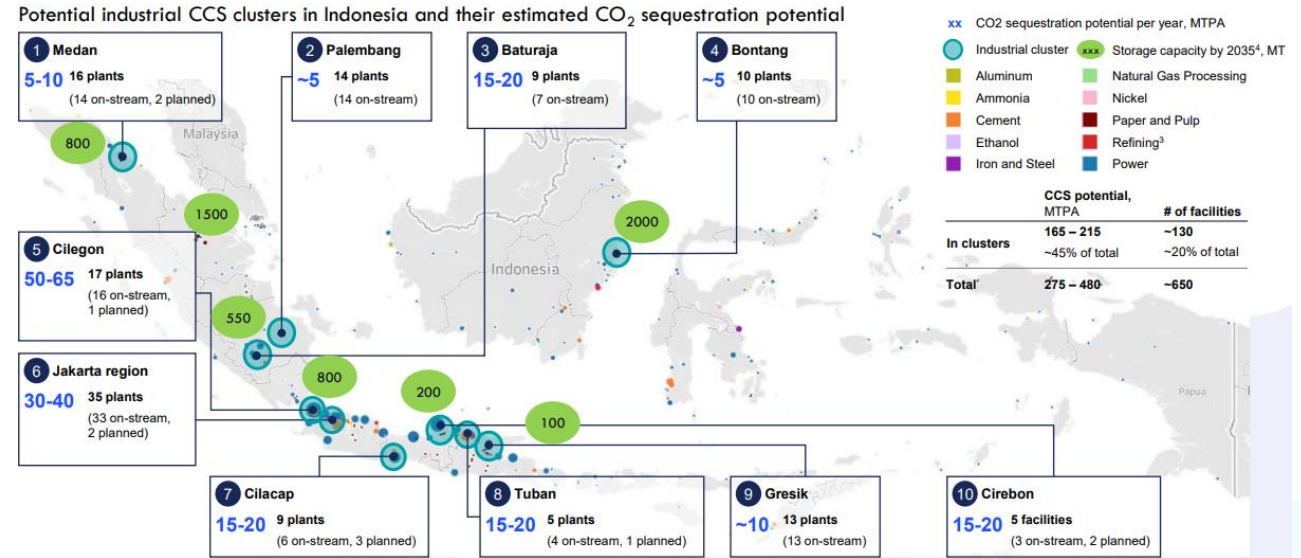 Potential industrial CCS clusters in Indonesia and their estimated CO2 sequestration potential
xx CO2 sequestration potential per year, MTPA
Industrial cluster
xxx Storage capacity by 2035⁴, MT
Aluminum
Ammonia
Cement
Ethanol
Iron and Steel
Natural Gas Processing
Nickel
Paper and Pulp
Refining³
Power
CCS potential, MTPA
# of facilities
In clusters
165 – 215
~130
~45% of total
~20% of total
Total
275 – 480
~650
1 Medan
5-10 16 plants
(14 on-stream, 2 planned)
2 Palembang
~5 14 plants
(14 on-stream)
3 Baturaja
15-20 9 plants
(7 on-stream)
4 Bontang
~5 10 plants
(10 on-stream)
800
Malaysia
1500
2000
5 Cilegon
50-65 17 plants
(16 on-stream,
1 planned)
Indonesia
550
6 Jakarta region
30-40 35 plants
(33 on-stream,
2 planned)
800
200
100
Papua
7 Cilacap
15-20 9 plants
(6 on-stream, 3 planned)
8 Tuban
15-20 5 plants
(4 on-stream, 1 planned)
9 Gresik
~10 13 plants
(13 on-stream)
10 Cirebon
15-20 5 facilities
(3 on-stream, 2 planned)